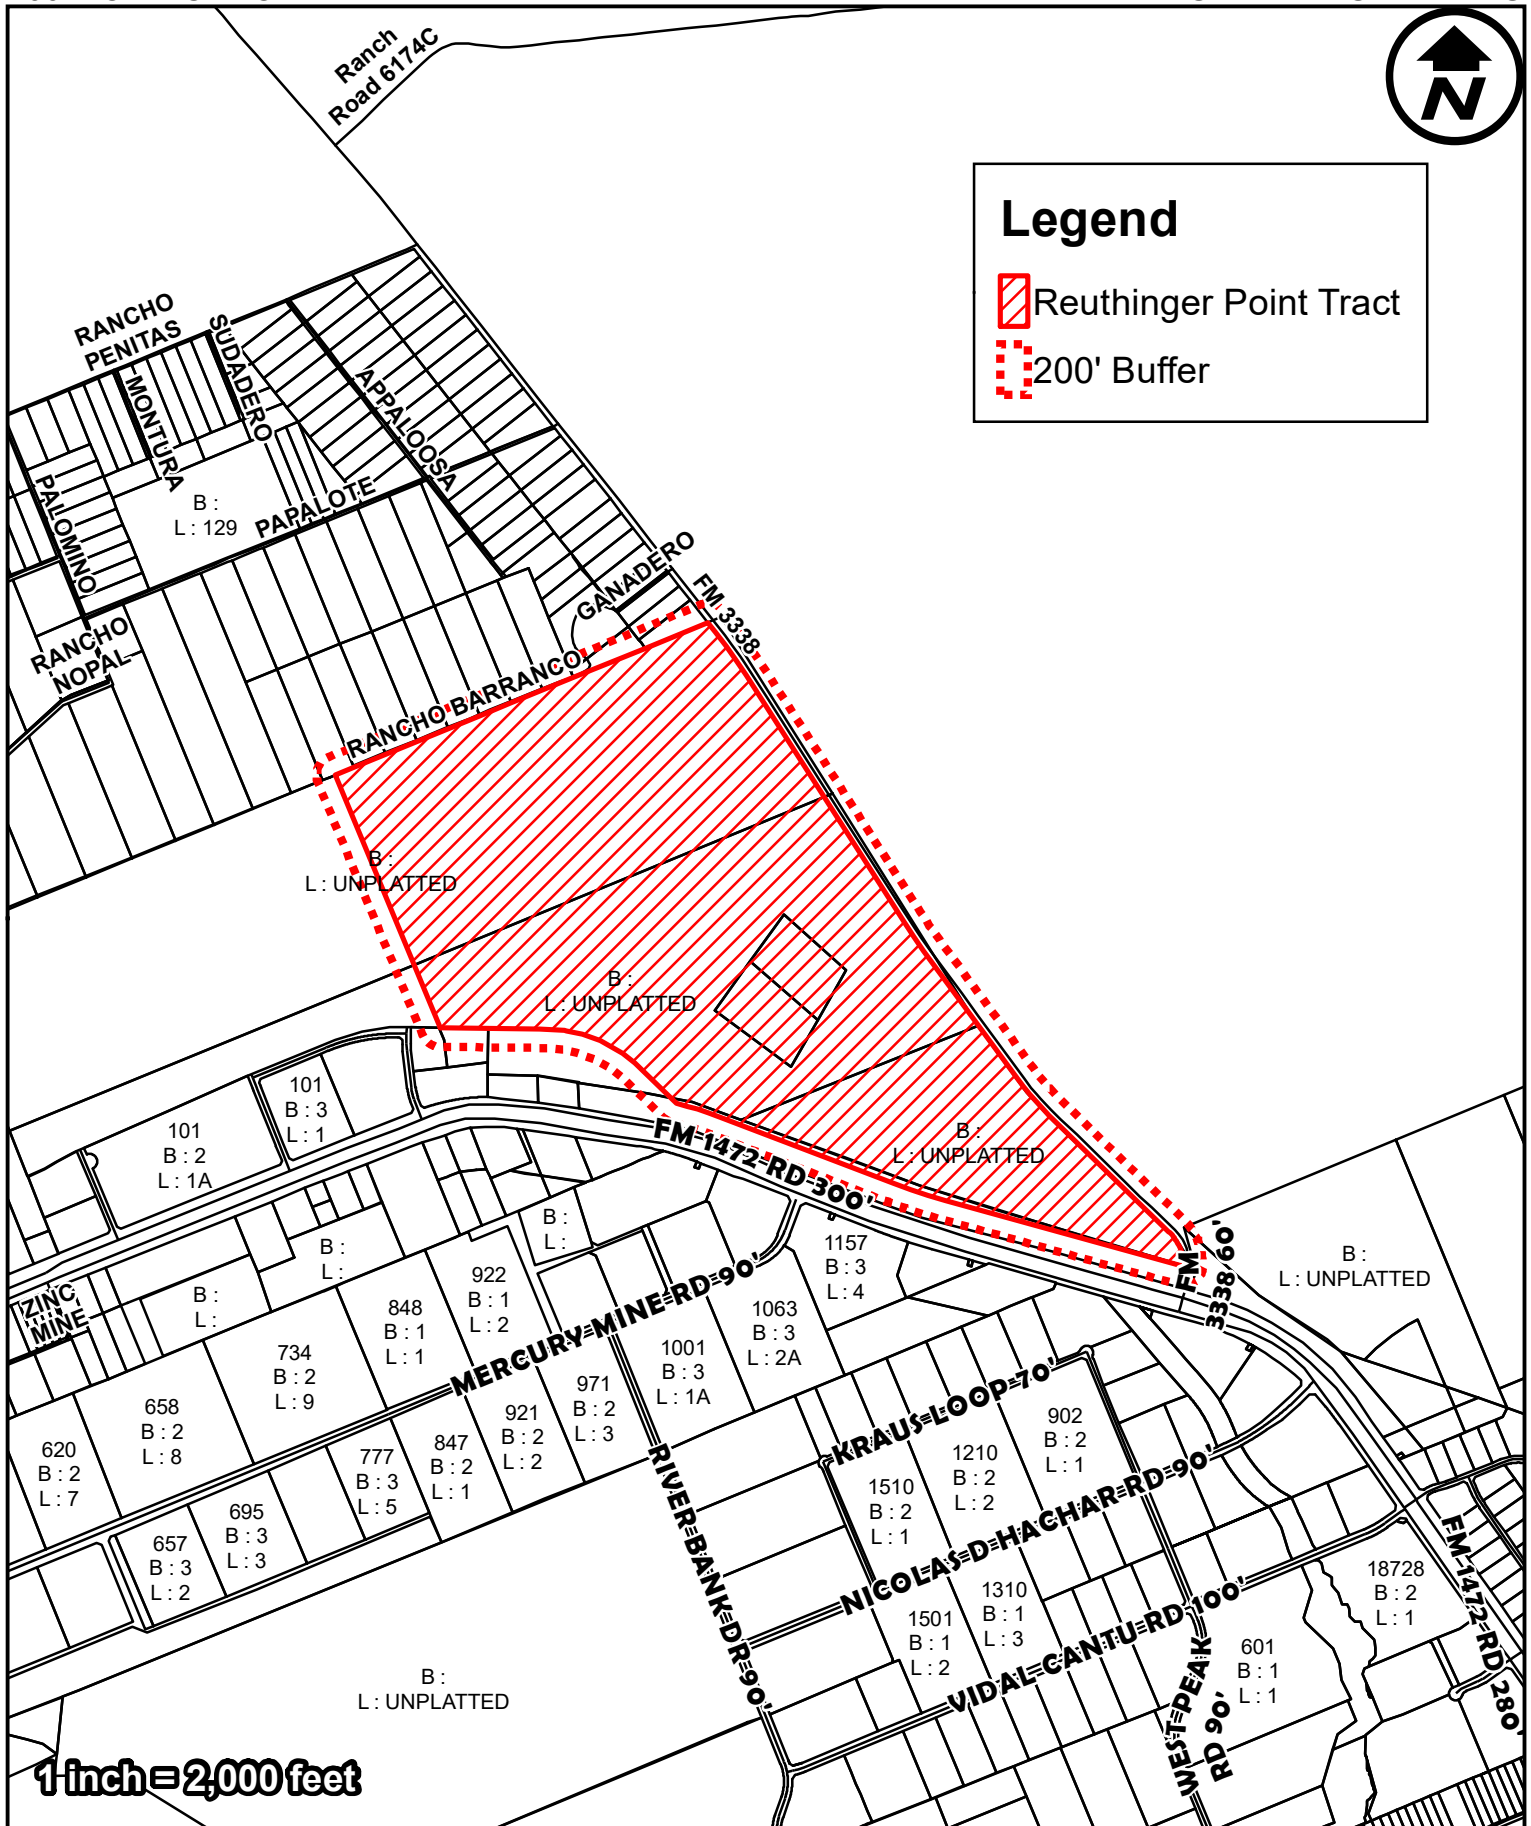 Ranch
Road 6174C
N
Legend
Reuthinger Point Tract
200' Buffer
RANCHO
PENITAS
SUDADERO
MONTURA
APPALOOSA
PALOMINO
B :
L : 129
PAPALOTE
GANADERO
FM 3338
RANCHO
NOPAL
RANCHO BARRANCO
B :
L : UNPLATTED
B :
L : UNPLATTED
B :
L : UNPLATTED
FM 1472 RD 300'
101
B : 3
L : 1
101
B : 2
L : 1A
FM
3338 60'
B :
L : UNPLATTED
B :
L :
B :
L :
B :
L :
ZINC
MINE
1157
B : 3
L : 4
922
B : 1
L : 2
848
B : 1
L : 1
MERCURY MINE RD 90'
1063
B : 3
L : 2A
1001
B : 3
L : 1A
734
B : 2
L : 9
971
B : 2
L : 3
658
B : 2
L : 8
921
B : 2
L : 2
847
B : 2
L : 1
777
B : 3
L : 5
620
B : 2
L : 7
KRAUS LOOP 70'
902
B : 2
L : 1
1210
B : 2
L : 2
1510
B : 2
L : 1
695
B : 3
L : 3
657
B : 3
L : 2
RIVER BANK DR 90'
NICOLAS D HACHAR RD 90'
1310
B : 1
L : 3
1501
B : 1
L : 2
VIDAL CANTU RD 100'
WEST PEAK
RD 90'
18728
B : 2
L : 1
601
B : 1
L : 1
FM 1472 RD 280'
B :
L : UNPLATTED
1 inch = 2,000 feet